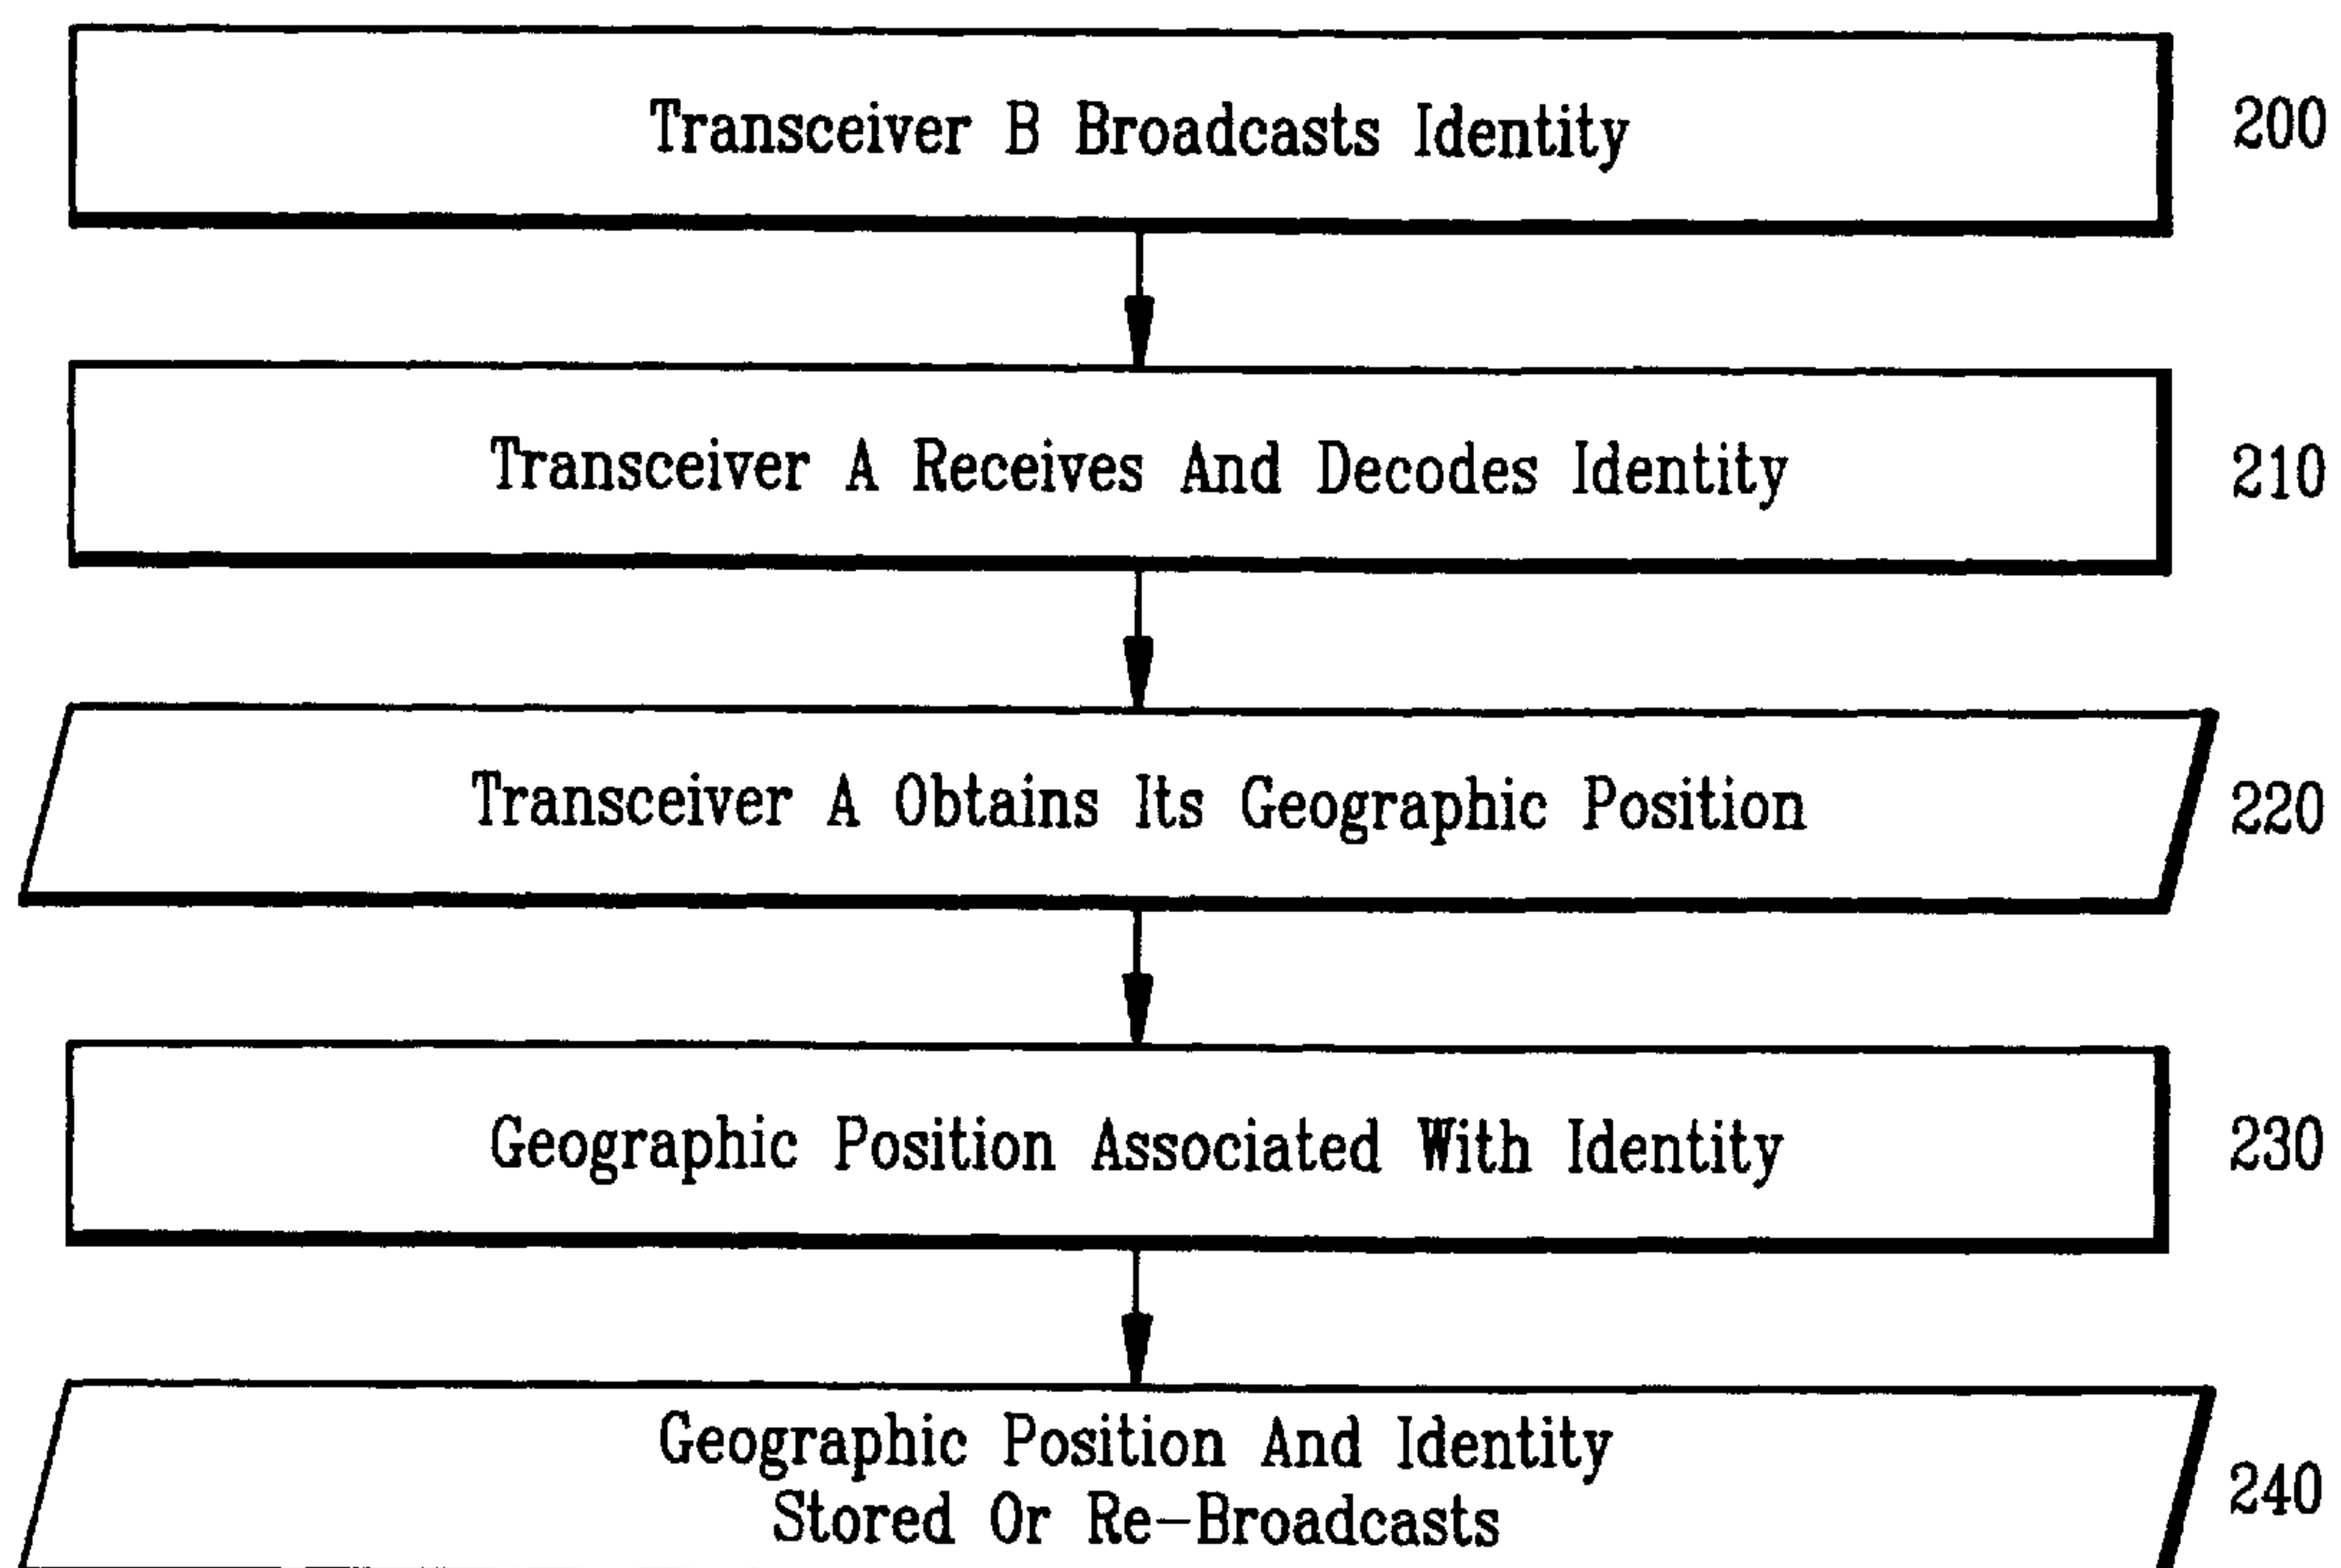 Transceiver B Broadcasts Identity 200
Transceiver A Receives And Decodes Identity 210
Transceiver A Obtains Its Geographic Position 220
Geographic Position Associated With Identity 230
Geographic Position And Identity
Stored Or Re-Broadcasts
240